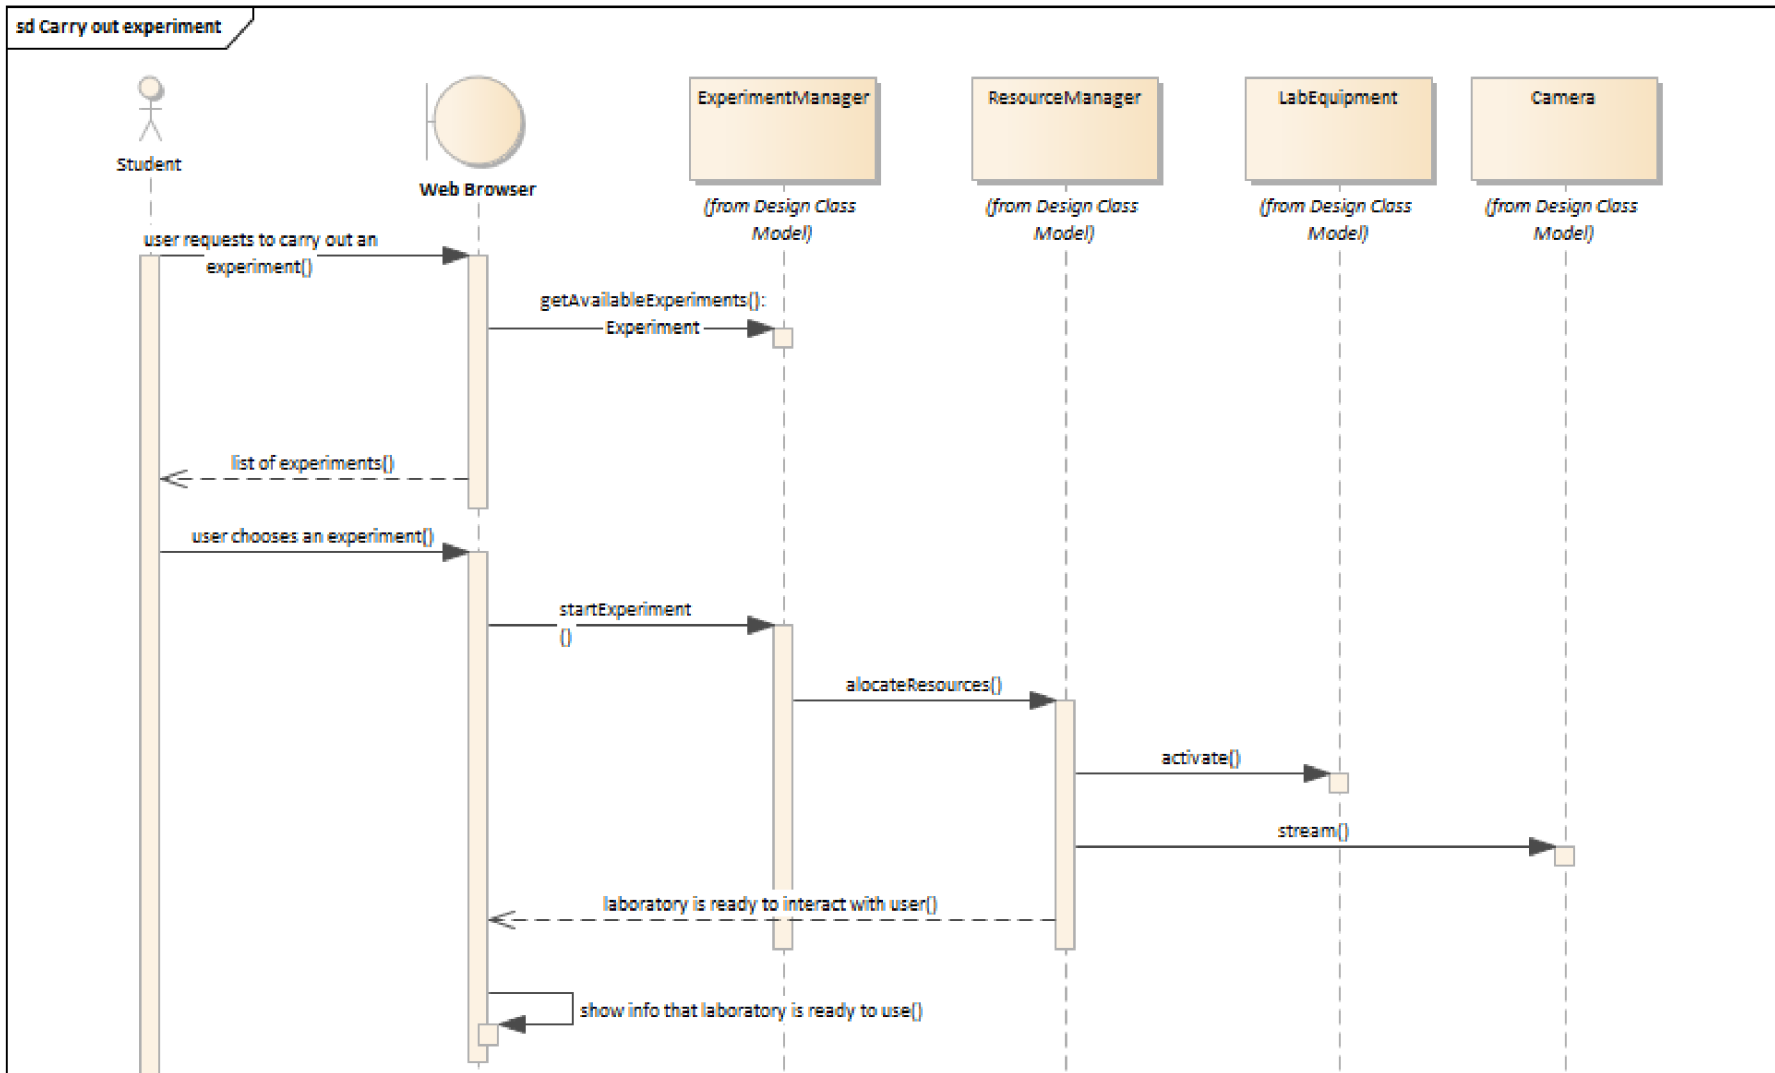 sd Carry out experiment
Student
Web Browser
ExperimentManager
(from Design Class
Model)
ResourceManager
(from Design Class
Model)
LabEquipment
(from Design Class
Model)
Camera
(from Design Class
Model)
user requests to carry out an
experiment()
getAvailableExperiments():
Experiment
list of experiments()
user chooses an experiment()
startExperiment
()
alocateResources()
activate()
stream()
laboratory is ready to interact with user()
show info that laboratory is ready to use()